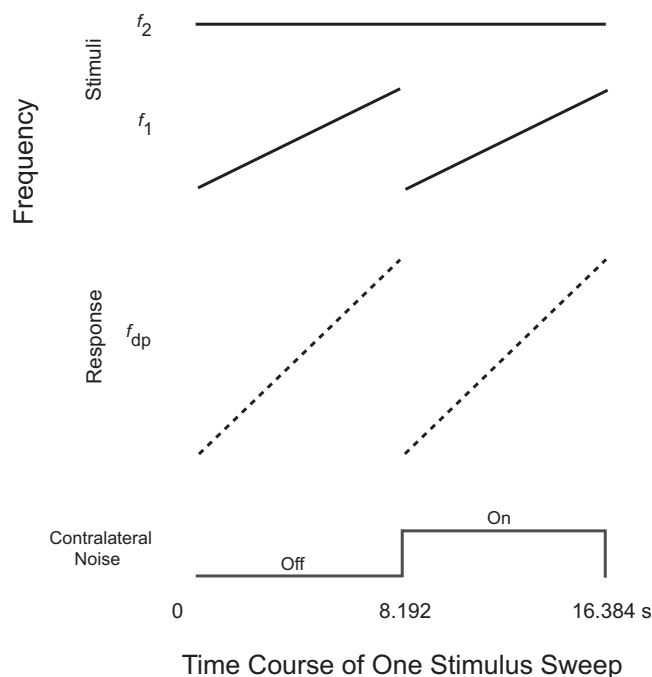 f2
Stimuli
f1
Frequency
Response
fdp
On
Contralateral
Noise
Off
0
8.192
16.384 s
Time Course of One Stimulus Sweep